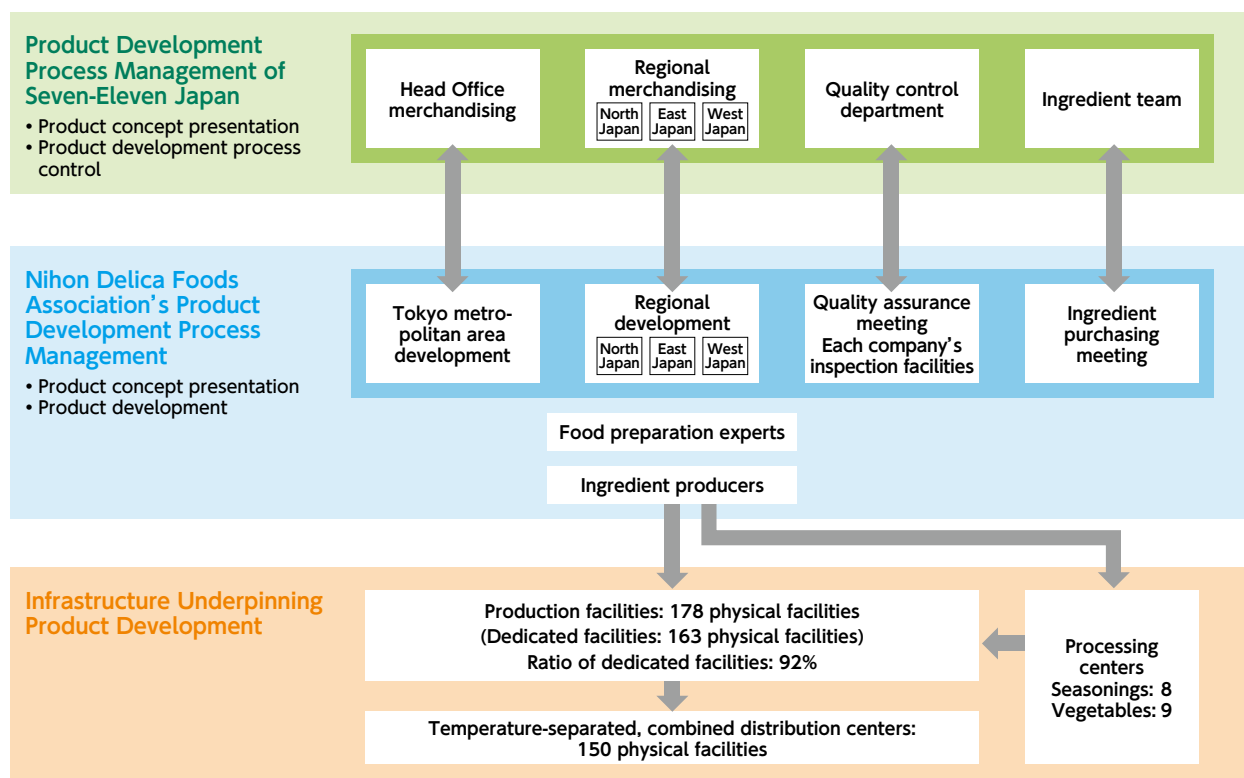 Product Development
Process Management of
Seven-Eleven Japan
• Product concept presentation
• Product development process
control
Head Office
merchandising
Regional
merchandising
North
Japan
East
Japan
West
Japan
Quality control
department
Ingredient team
Nihon Delica Foods
Association’s Product
Development Process
Management
• Product concept presentation
• Product development
Tokyo metro-
politan area
development
Regional
development
North
Japan
East
Japan
West
Japan
Quality assurance
meeting
Each company’s
inspection facilities
Ingredient
purchasing
meeting
Food preparation experts
Ingredient producers
Infrastructure Underpinning
Product Development
Production facilities: 178 physical facilities
(Dedicated facilities: 163 physical facilities)
Ratio of dedicated facilities: 92%
Processing
centers
Seasonings: 8
Vegetables: 9
Temperature-separated, combined distribution centers:
150 physical facilities